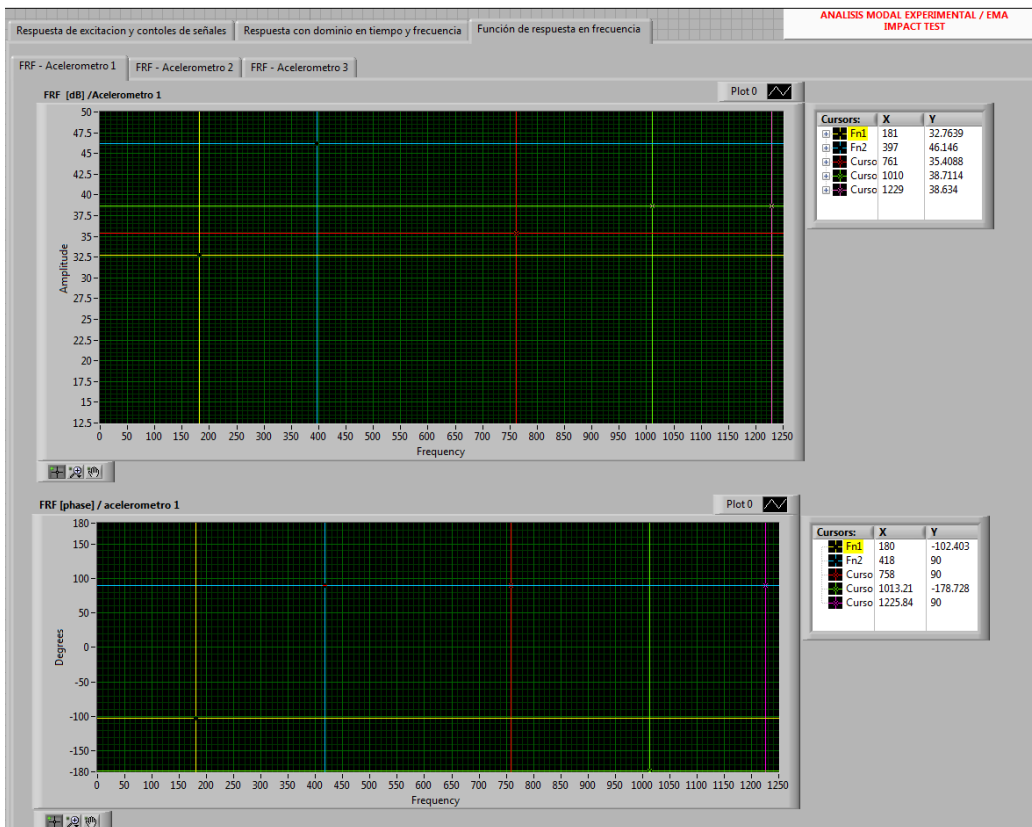 ANALISIS MODAL EXPERIMENTAL / EMA
IMPACT TEST
Respuesta de excitacion y contoles de señales
Respuesta con dominio en tiempo y frecuencia
Función de respuesta en frecuencia
FRF - Acelerometro 1
FRF - Acelerometro 2
FRF - Acelerometro 3
FRF [dB] /Acelerometro 1
Plot 0
50
47.5
45
42.5
40
37.5
35
32.5
30
27.5
25
22.5
20
17.5
15
12.5
Amplitude
0 50 100 150 200 250 300 350 400 450 500 550 600 650 700 750 800 850 900 950 1000 1050 1100 1150 1200 1250
Frequency
Cursors: X Y
Fn1 181 32.7639
Fn2 397 46.146
Curso 761 35.4088
Curso 1010 38.7114
Curso 1229 38.634
FRF [phase] / acelerometro 1
Plot 0
180
150
100
50
0
-50
-100
-150
-180
Degrees
0 50 100 150 200 250 300 350 400 450 500 550 600 650 700 750 800 850 900 950 1000 1050 1100 1150 1200 1250
Frequency
Cursors: X Y
Fn1 180 -102.403
Fn2 418 90
Curso 758 90
Curso 1013.21 -178.728
Curso 1225.84 90